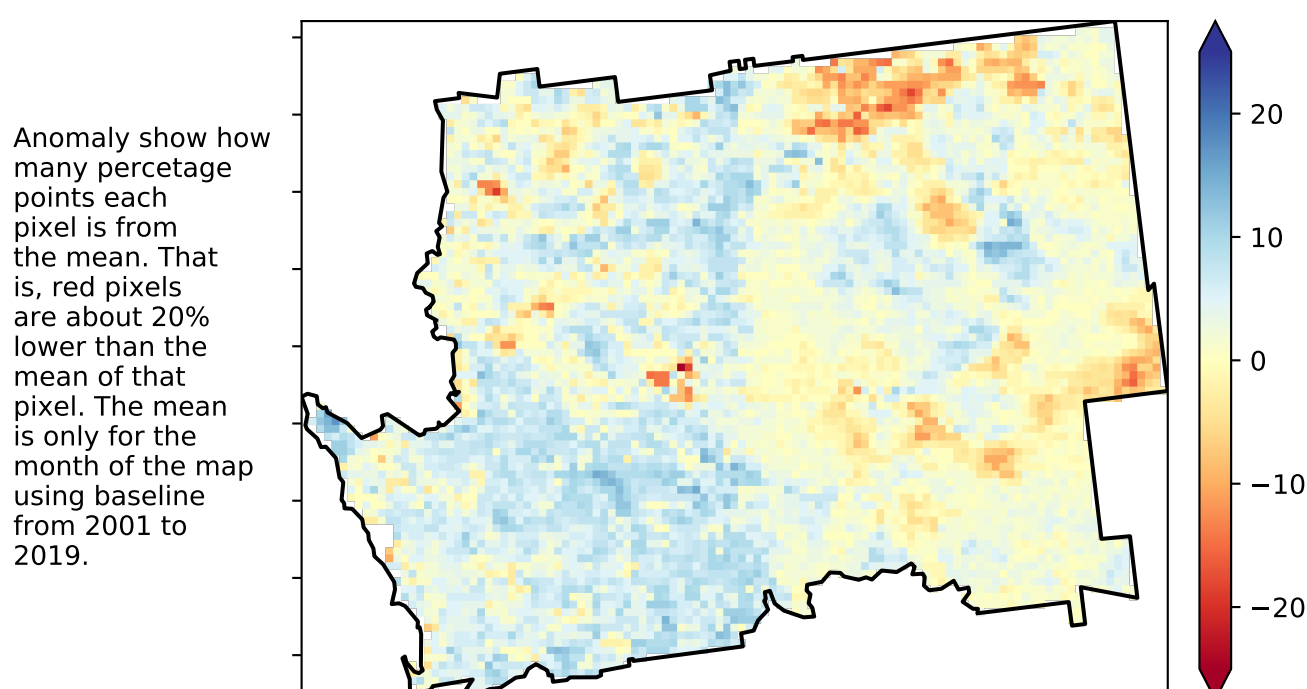 Anomaly show how
many percetage
points each
pixel is from
the mean. That
is, red pixels
are about 20%
lower than the
mean of that
pixel. The mean
is only for the
month of the map
using baseline
from 2001 to
2019.
20
10
0
−10
−20